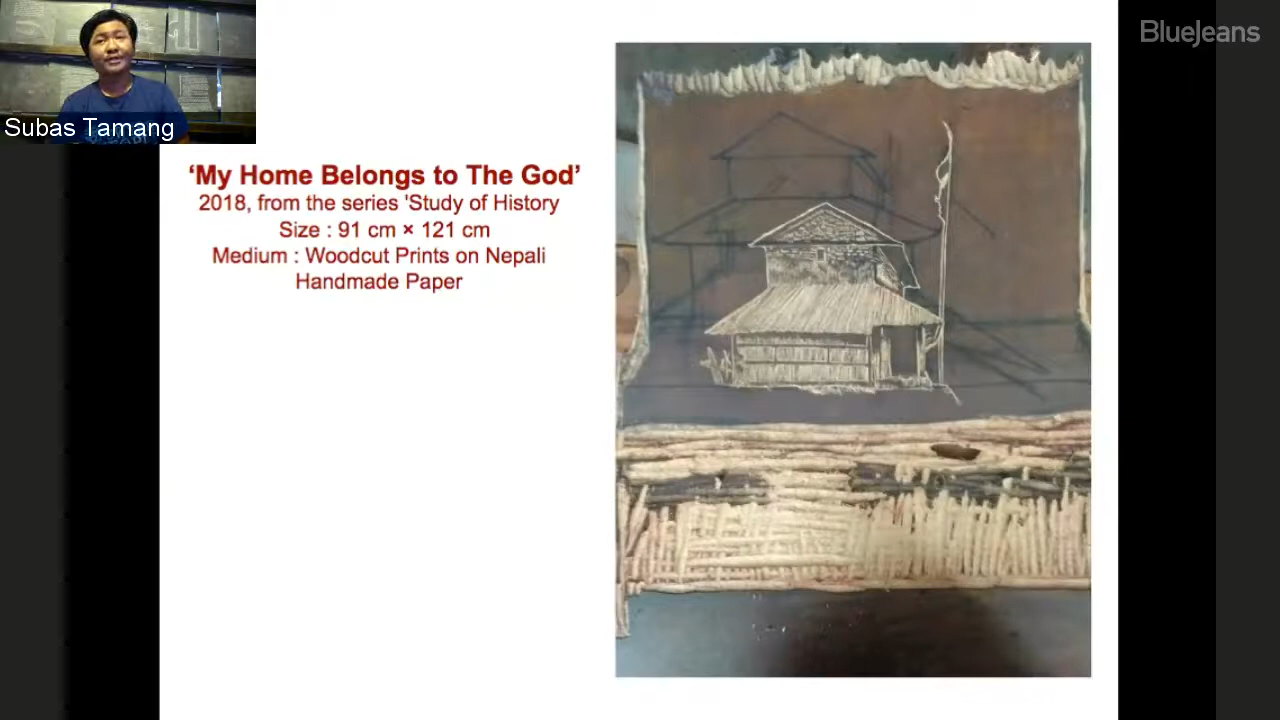 BlueJeans
Subas Tamang
‘My Home Belongs to The God’
2018, from the series 'Study of History
Size : 91 cm × 121 cm
Medium : Woodcut Prints on Nepali
Handmade Paper